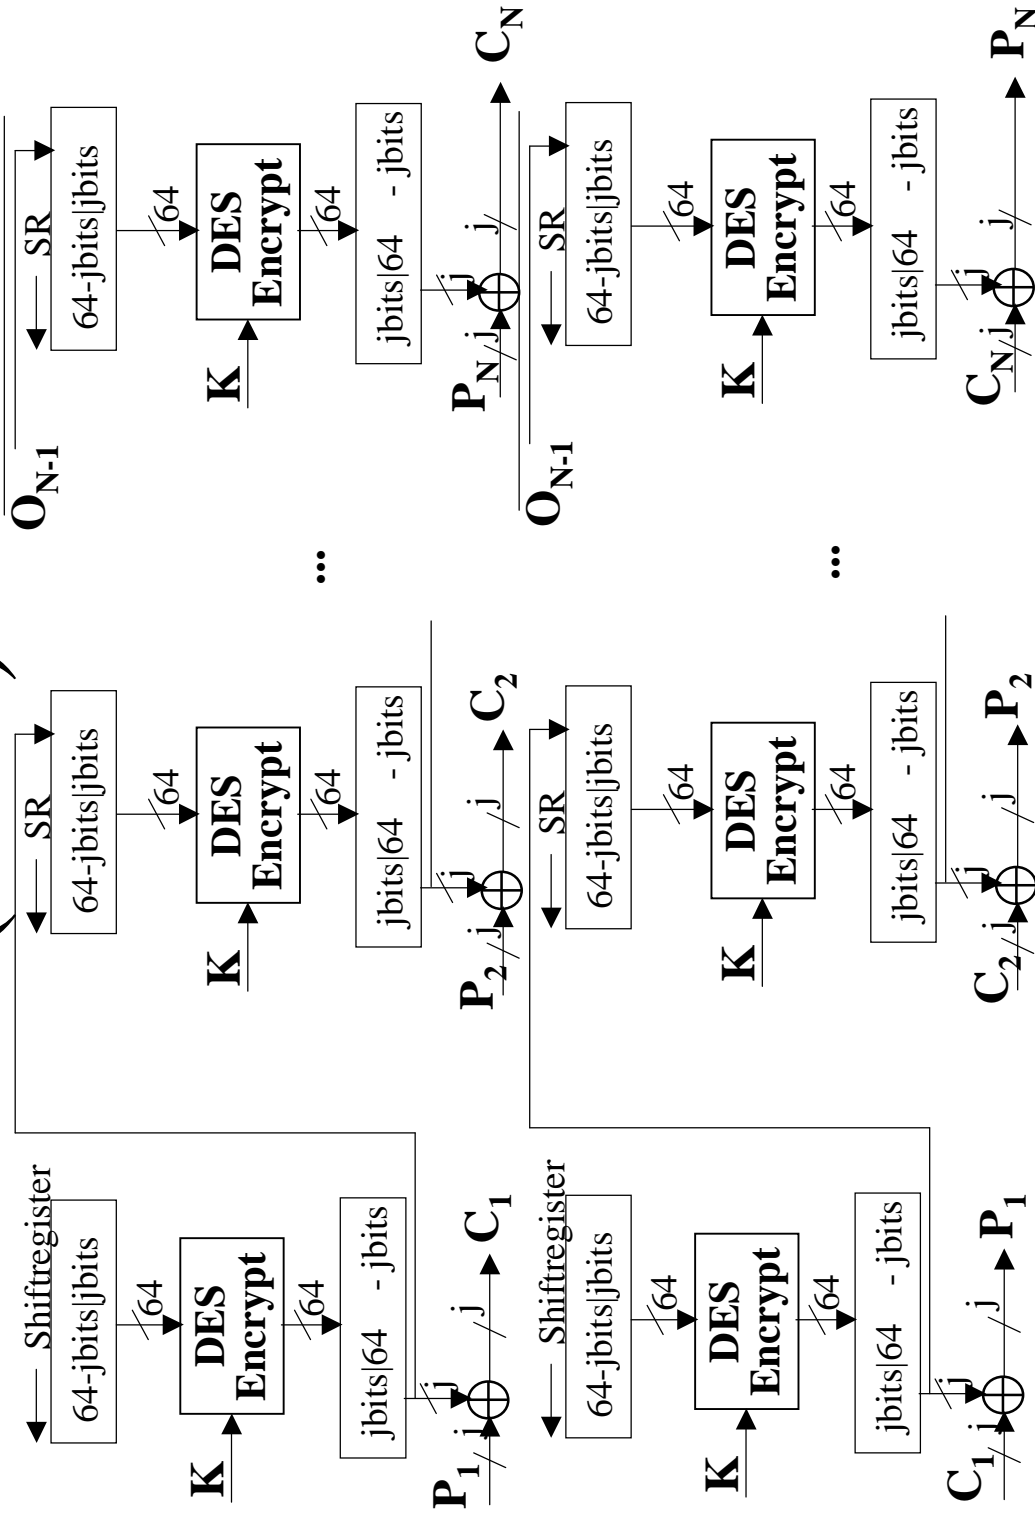 Shiftregister
64-jbits|jbits
64
K
DES
Encrypt
64
jbits|64 - jbits
j
P1
j
j
C1
SR
64-jbits|jbits
64
K
DES
Encrypt
64
jbits|64 - jbits
j
P2
j
j
C2
...
ON-1
SR
64-jbits|jbits
64
K
DES
Encrypt
64
jbits|64 - jbits
j
PN
j
j
CN
Shiftregister
64-jbits|jbits
64
K
DES
Encrypt
64
jbits|64 - jbits
j
C1
j
j
P1
SR
64-jbits|jbits
64
K
DES
Encrypt
64
jbits|64 - jbits
j
C2
j
j
P2
...
ON-1
SR
64-jbits|jbits
64
K
DES
Encrypt
64
jbits|64 - jbits
j
CN
j
j
PN